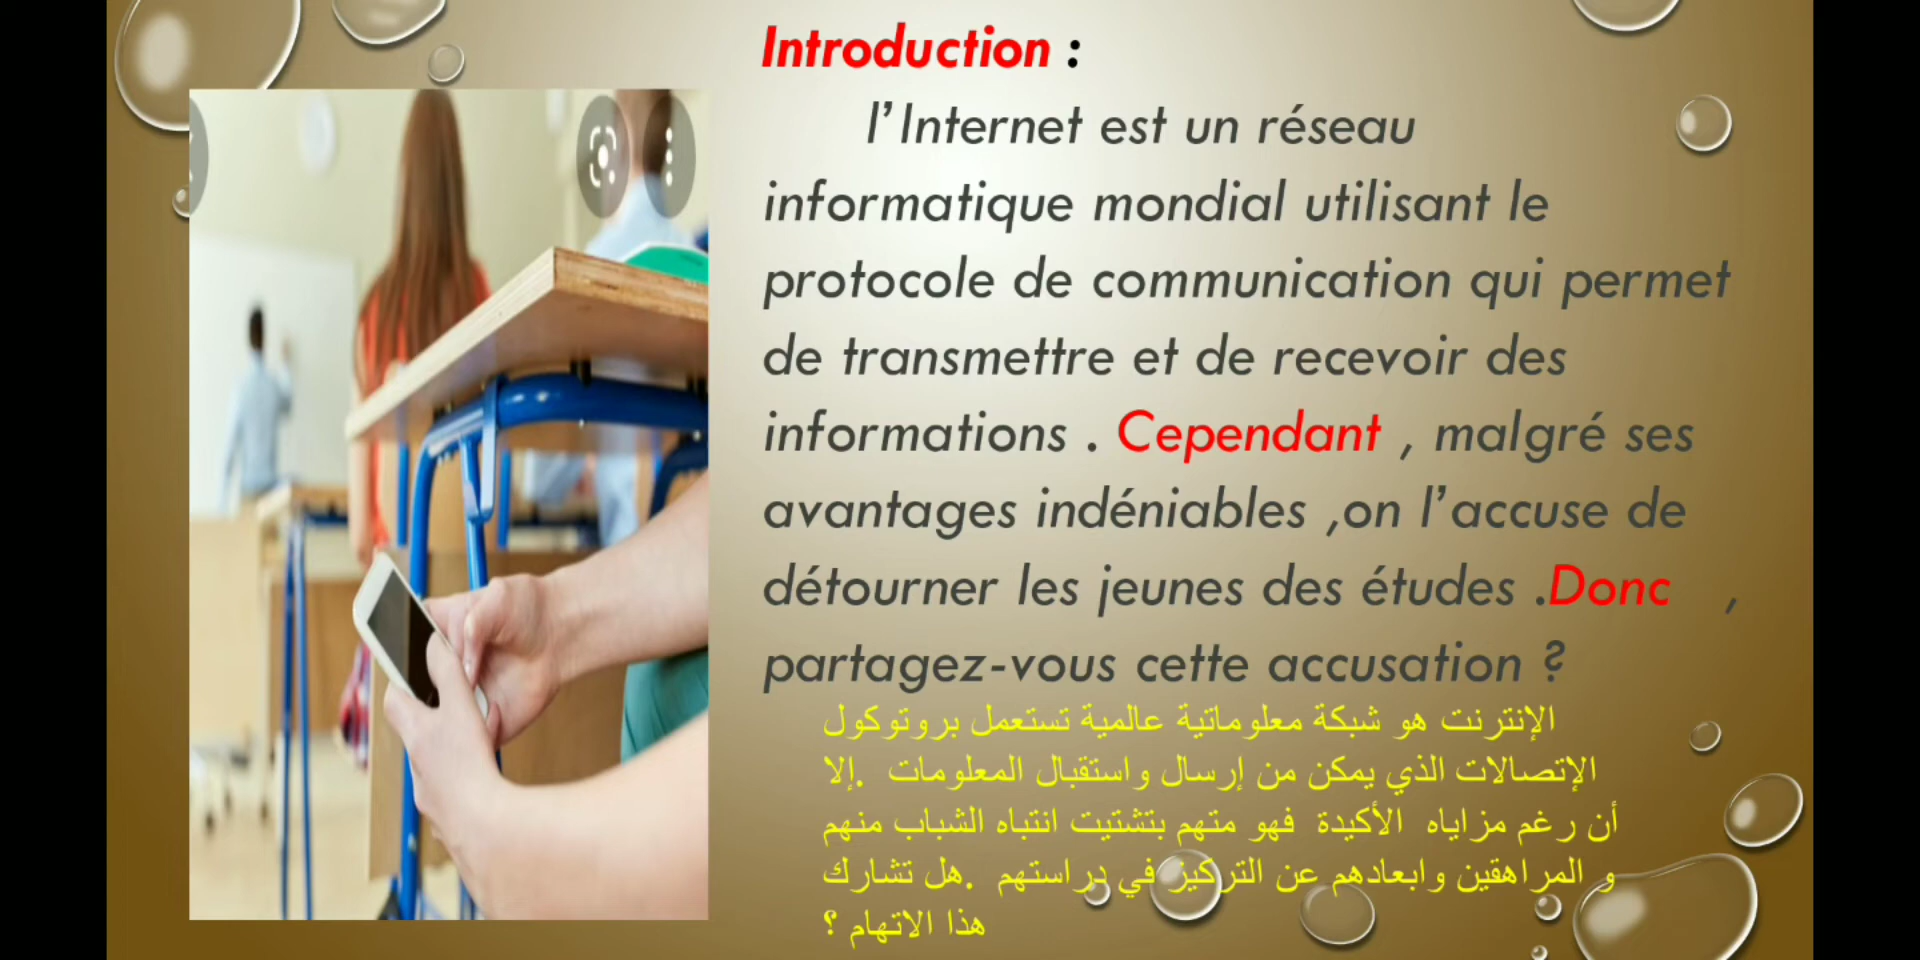 Introduction :
l’Internet est un réseau
informatique mondial utilisant le
protocole de communication qui permet
de transmettre et de recevoir des
informations . Cependant , malgré ses
avantages indéniables ,on l’accuse de
détourner les jeunes des études .Donc ,
partagez-vous cette accusation ?
الإنترنت هو شبكة معلوماتية عالمية تستعمل بروتوكول
الإتصالات الذي يمكن من إرسال و استقبال المعلومات .إلا
أن رغم مزاياه الأكيدة فهو متهم بتشتيت انتباه الشباب منهم
و المراهقين وابعادهم عن التركيز في دراستهم .هل تشارك
هذا الاتهام ؟